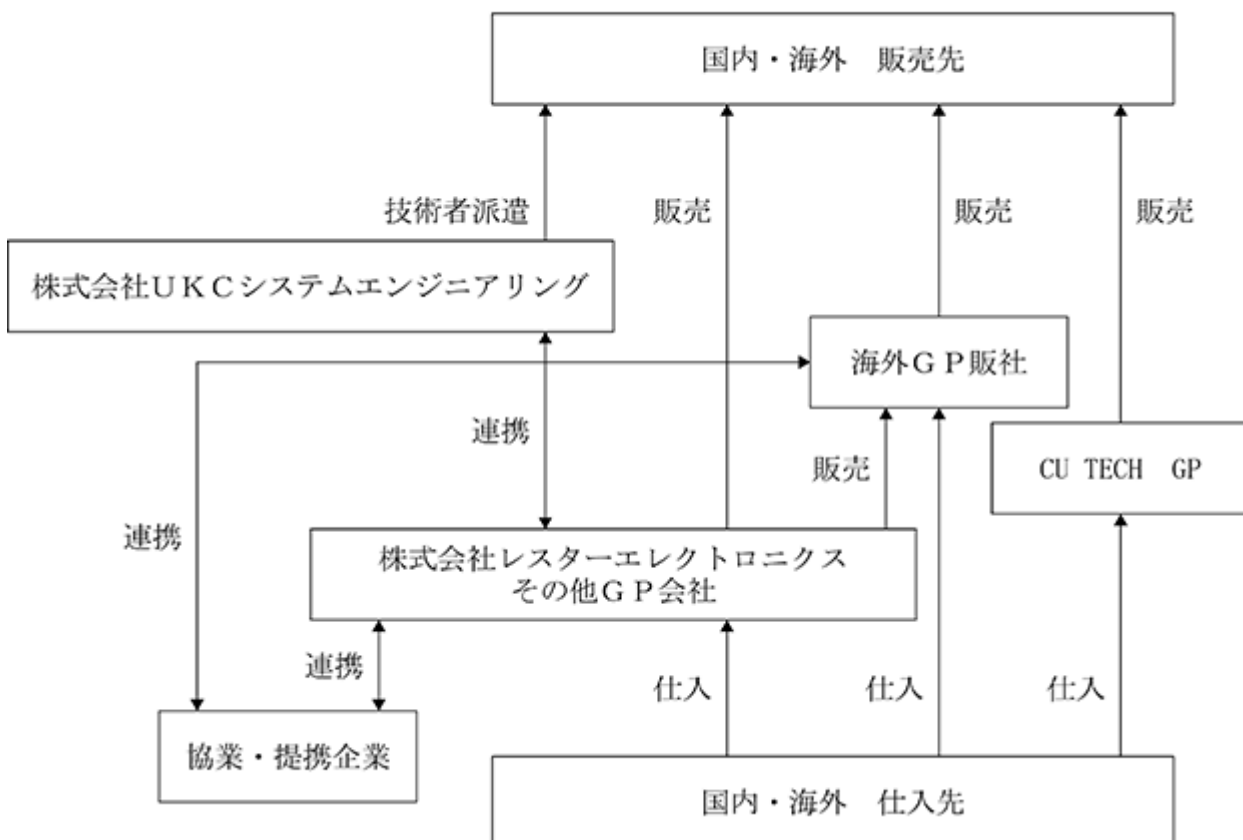 国内・海外　販売先
技術者派遣
販売
販売
販売
株式会社ＵＫＣシステムエンジニアリング
海外ＧＰ販社
連携
販売
CU TECH　GP
連携
株式会社レスターエレクトロニクス
その他ＧＰ会社
連携
仕入
仕入
仕入
協業・提携企業
国内・海外　仕入先